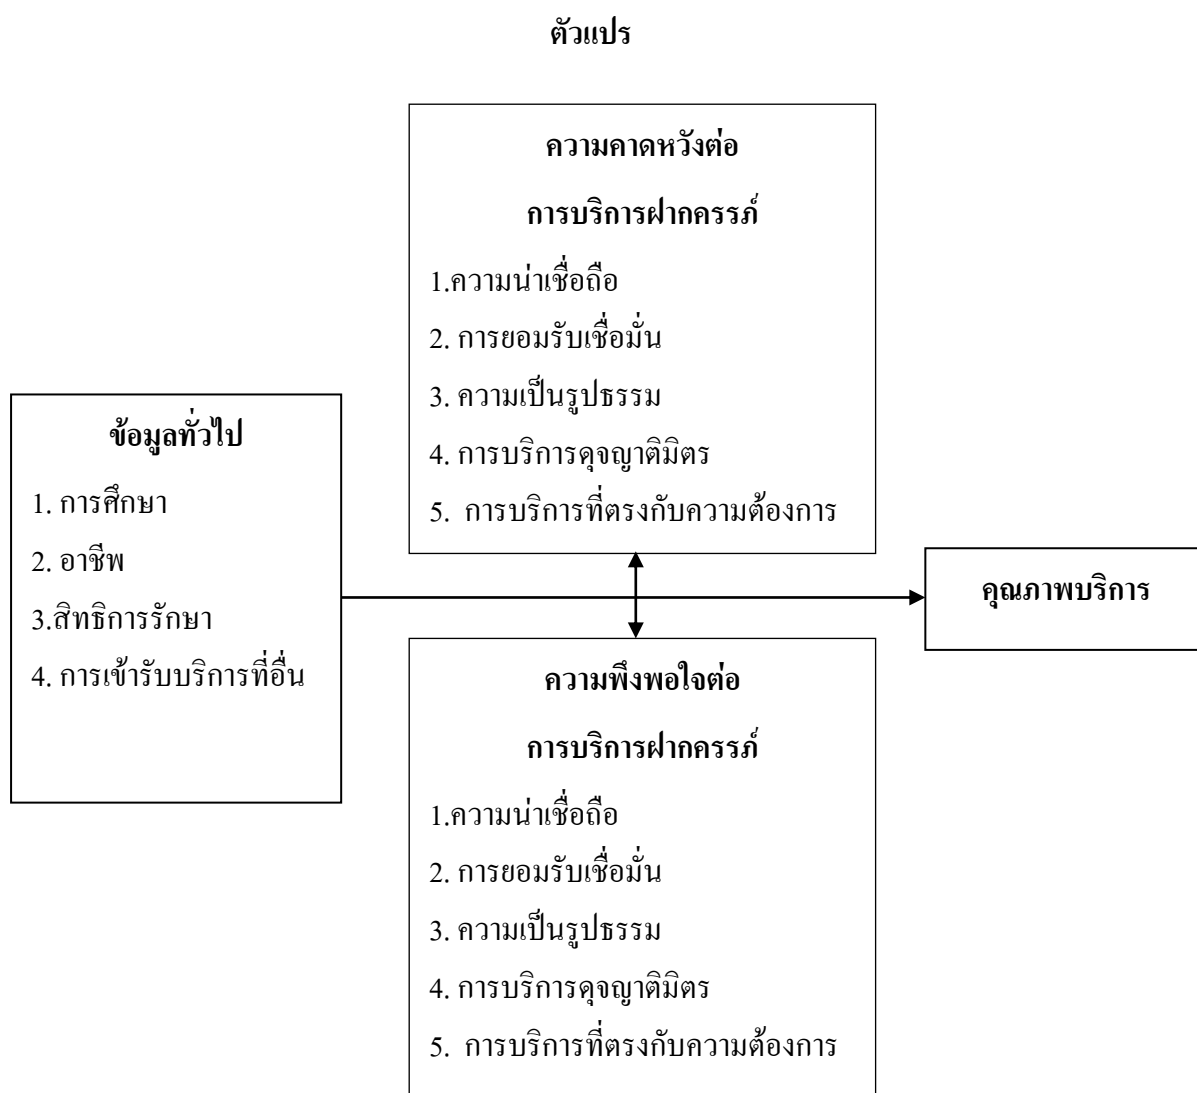 ตัวแปร
ความคาดหวังต่อ
การบริการฝากครรภ์
1.ความน่าเชื่อถือ
2. การยอมรับเชื่อมั่น
3. ความเป็นรูปธรรม
4. การบริการดุจญาติมิตร
5. การบริการที่ตรงกับความต้องการ
ข้อมูลทั่วไป
1. การศึกษา
2. อาชีพ
3.สิทธิการรักษา
4. การเข้ารับบริการที่อื่น
คุณภาพบริการ
ความพึงพอใจต่อ
การบริการฝากครรภ์
1.ความน่าเชื่อถือ
2. การยอมรับเชื่อมั่น
3. ความเป็นรูปธรรม
4. การบริการดุจญาติมิตร
5. การบริการที่ตรงกับความต้องการ